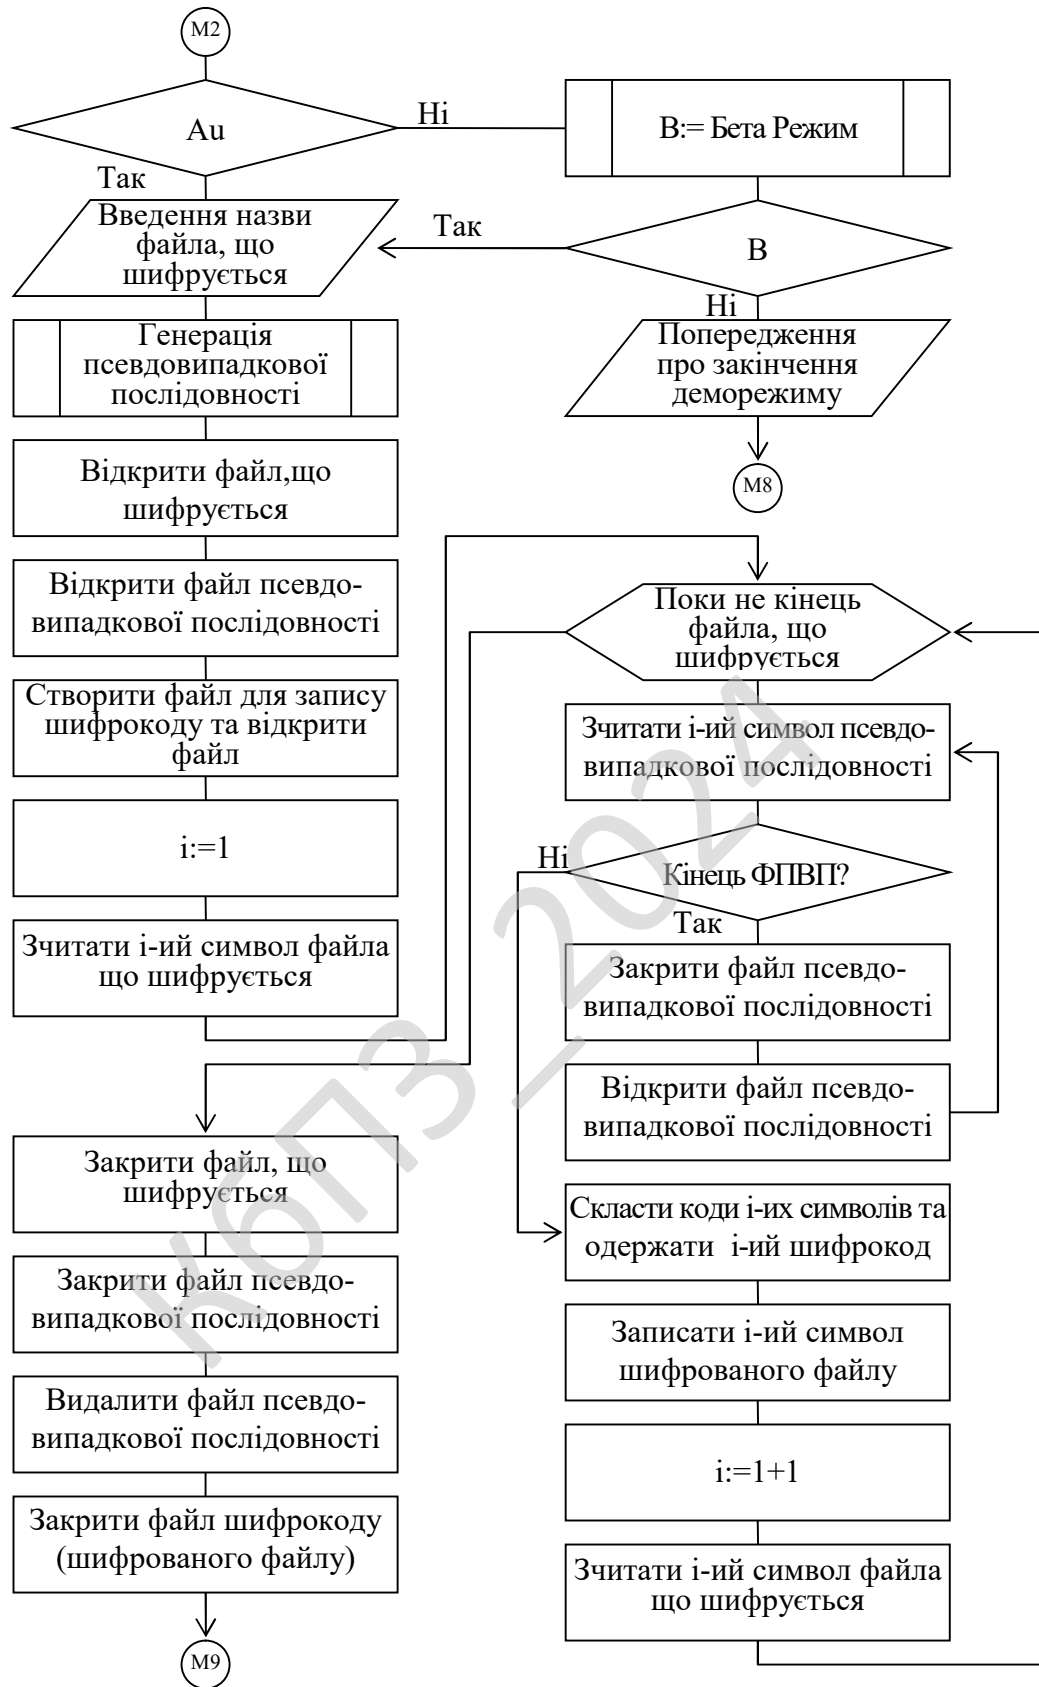 M2
Au
Ні
B:= Бета Режим
Так
Введення назви
файла, що
шифрується
Так
B
Ні
Генерація
псевдовипадкової
послідовності
Попередження
про закінчення
деморежиму
Відкрити файл,що
шифрується
M8
Відкрити файл псевдо-
випадкової послідовності
Поки не кінець
файла, що
шифрується
Створити файл для запису
шифрокоду та відкрити
файл
Зчитати і-ий символ псевдо-
випадкової послідовності
i:=1
Ні
Кінець ФПВП?
Так
Зчитати і-ий символ файла
що шифрується
Закрити файл псевдо-
випадкової послідовності
Відкрити файл псевдо-
випадкової послідовності
Закрити файл, що
шифрується
Скласти коди і-их символів та
одержати і-ий шифрокод
Закрити файл псевдо-
випадкової послідовності
Записати і-ий символ
шифрованого файлу
Видалити файл псевдо-
випадкової послідовності
i:=1+1
Закрити файл шифрокоду
(шифрованого файлу)
Зчитати і-ий символ файла
що шифрується
M9
КбПЗ_2024